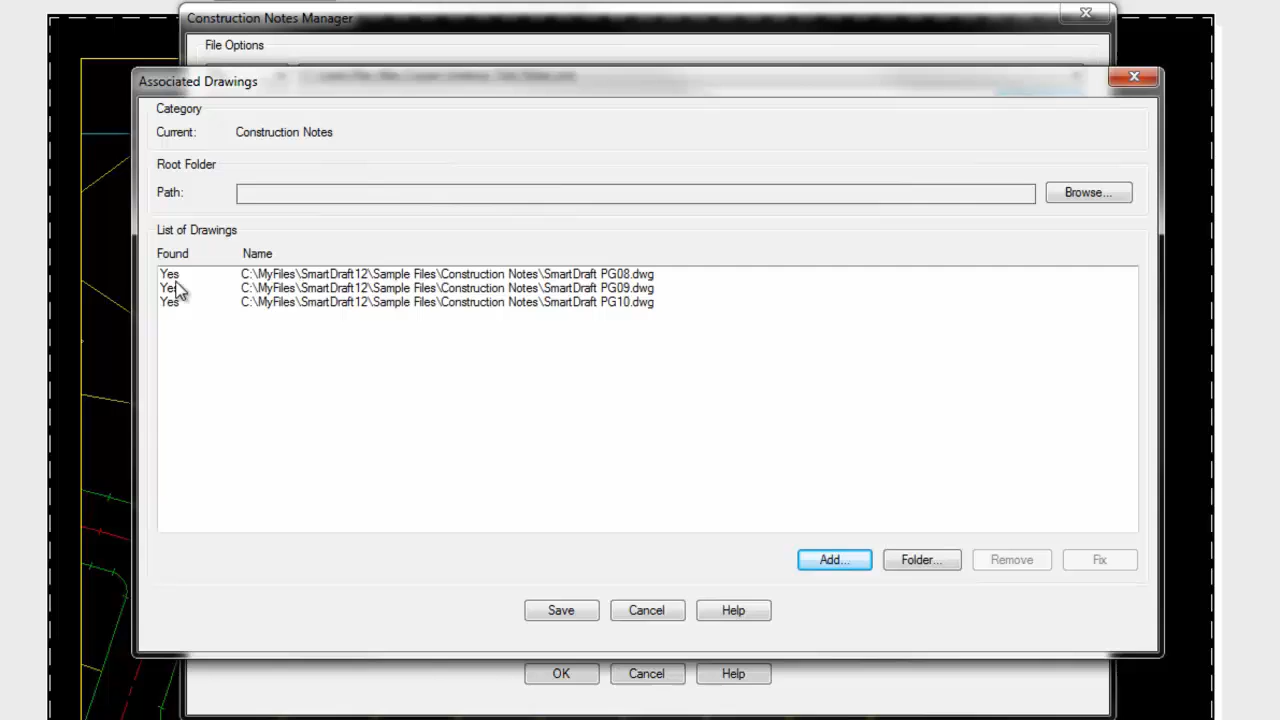 Construction Notes Manager
File Options
Associated Drawings
Category
Current: Construction Notes
Root Folder
Path: Browse...
List of Drawings
Found Name
Yes C:\MyFiles\SmartDraft12\Sample Files\Construction Notes\SmartDraft PG08.dwg
Yes C:\MyFiles\SmartDraft12\Sample Files\Construction Notes\SmartDraft PG09.dwg
Yes C:\MyFiles\SmartDraft12\Sample Files\Construction Notes\SmartDraft PG10.dwg
Add... Folder... Remove Fix
Save Cancel Help
OK Cancel Help